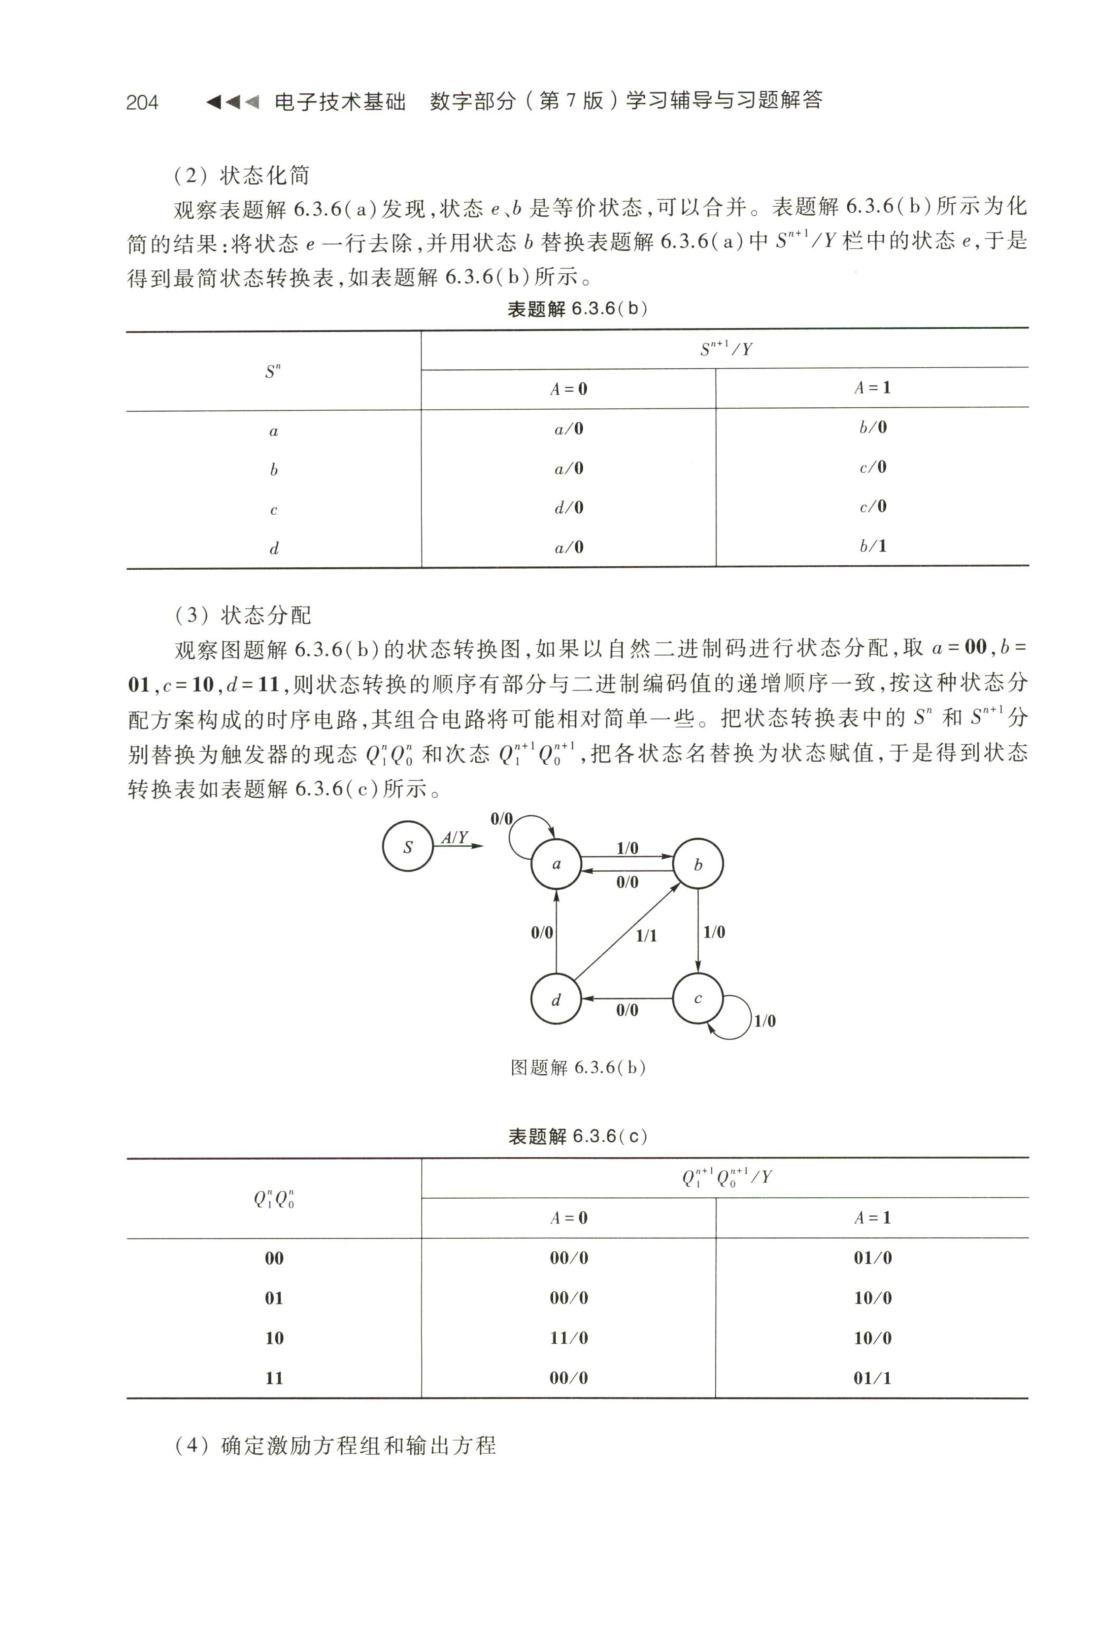 204 ◀◀◀ 电子技术基础 数字部分(第7版)学习辅导与习题解答
(2) 状态化简
观察表题解 6.3.6(a)发现,状态 e、b 是等价状态,可以合并。表题解 6.3.6(b)所示为化
简的结果:将状态 e 一行去除,并用状态 b 替换表题解 6.3.6(a)中 Sⁿ⁺¹/Y 栏中的状态 e,于是
得到最简状态转换表,如表题解 6.3.6(b)所示。
表题解 6.3.6(b)
Sⁿ Sⁿ⁺¹/Y
A=0 A=1
a a/0 b/0
b a/0 c/0
c d/0 c/0
d a/0 b/1
(3) 状态分配
观察图题解 6.3.6(b)的状态转换图,如果以自然二进制码进行状态分配,取 a=00,b=
01,c=10,d=11,则状态转换的顺序有部分与二进制编码值的递增顺序一致,按这种状态分
配方案构成的时序电路,其组合电路将可能相对简单一些。把状态转换表中的 Sⁿ 和 Sⁿ⁺¹分
别替换为触发器的现态 Q₁ⁿQ₀ⁿ 和次态 Q₁ⁿ⁺¹Q₀ⁿ⁺¹,把各状态名替换为状态赋值,于是得到状态
转换表如表题解 6.3.6(c)所示。
0/0
S A/Y
a 1/0 b
0/0
0/0 1/1 1/0
d 0/0 c
1/0
图题解 6.3.6(b)
表题解 6.3.6(c)
Q₁ⁿQ₀ⁿ Q₁ⁿ⁺¹Q₀ⁿ⁺¹/Y
A=0 A=1
00 00/0 01/0
01 00/0 10/0
10 11/0 10/0
11 00/0 01/1
(4) 确定激励方程组和输出方程